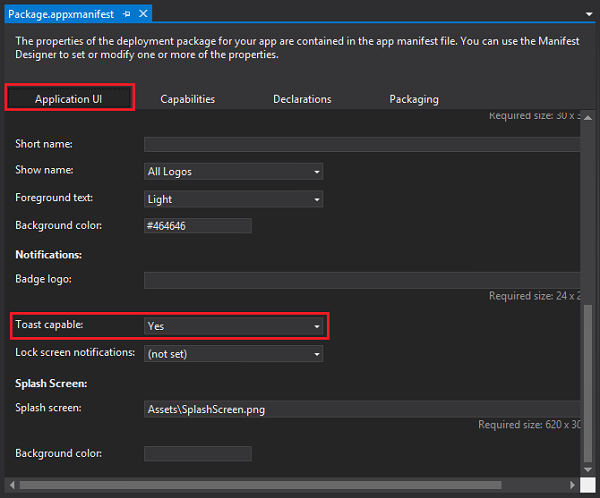 Package.appxmanifest
The properties of the deployment package for your app are contained in the app manifest file. You can use the Manifest
Designer to set or modify one or more of the properties.
Application UI Capabilities Declarations Packaging
Required size: 30 x 3
Short name:
Show name: All Logos
Foreground text: Light
Background color: #464646
Notifications:
Badge logo:
Required size: 24 x 2
Toast capable: Yes
Lock screen notifications: (not set)
Splash Screen:
Splash screen: Assets\SplashScreen.png
Required size: 620 x 30
Background color: